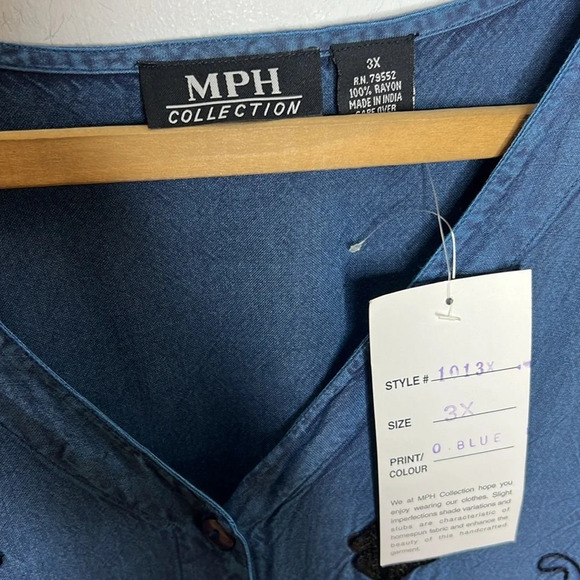 MPH
COLLECTION
3X
R.N. 79552
100% RAYON
MADE IN INDIA
CARE OVER
STYLE # 1013X
SIZE 3X
PRINT/ O. BLUE
COLOUR
We at MPH Collection hope you
enjoy wearing our clothes. Slight
imperfections shade variations and
slubs are characteristic of
homespun fabric and enhance the
beauty of this handcrafted
garment.